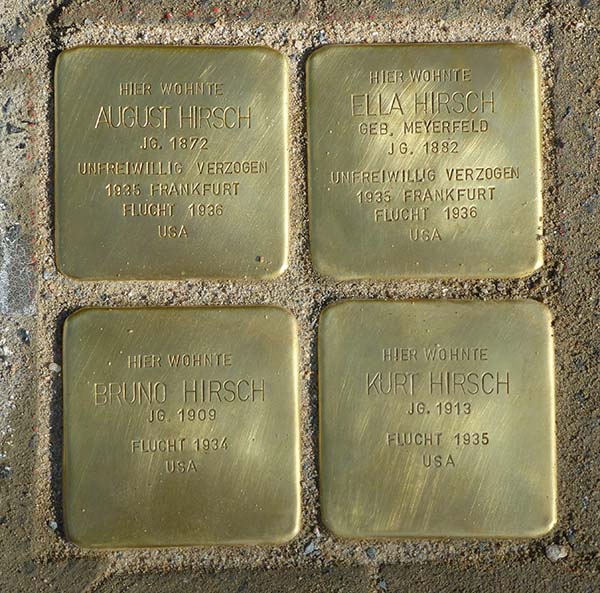 HIER WOHNTE
AUGUST HIRSCH
JG. 1872
UNFREIWILLIG VERZOGEN
1935 FRANKFURT
FLUCHT 1936
USA
HIER WOHNTE
ELLA HIRSCH
GEB. MEYERFELD
JG. 1882
UNFREIWILLIG VERZOGEN
1935 FRANKFURT
FLUCHT 1936
USA
HIER WOHNTE
BRUNO HIRSCH
JG. 1909
FLUCHT 1934
USA
HIER WOHNTE
KURT HIRSCH
JG. 1913
FLUCHT 1935
USA